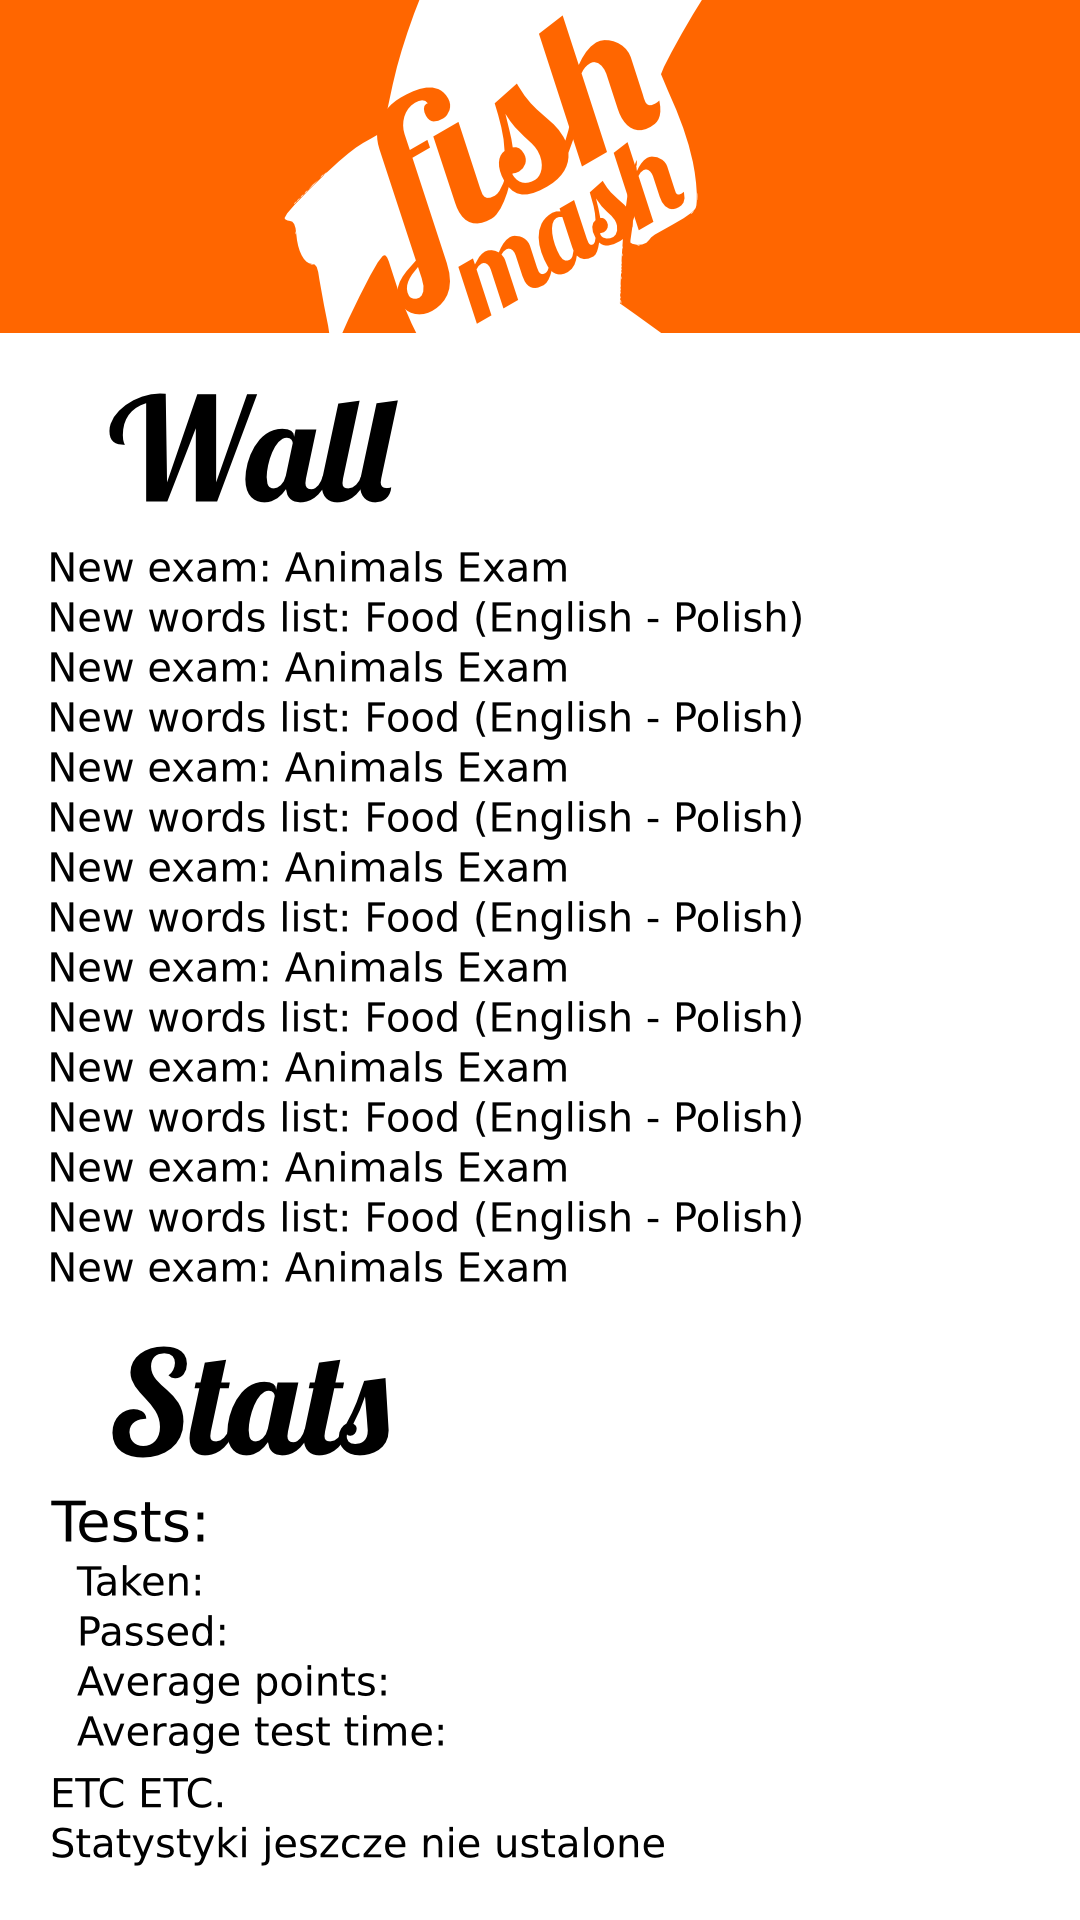 fish
mash
Wall
New exam: Animals Exam
New words list: Food (English - Polish)
New exam: Animals Exam
New words list: Food (English - Polish)
New exam: Animals Exam
New words list: Food (English - Polish)
New exam: Animals Exam
New words list: Food (English - Polish)
New exam: Animals Exam
New words list: Food (English - Polish)
New exam: Animals Exam
New words list: Food (English - Polish)
New exam: Animals Exam
New words list: Food (English - Polish)
New exam: Animals Exam
Stats
Tests:
Taken:
Passed:
Average points:
Average test time:
ETC ETC.
Statystyki jeszcze nie ustalone